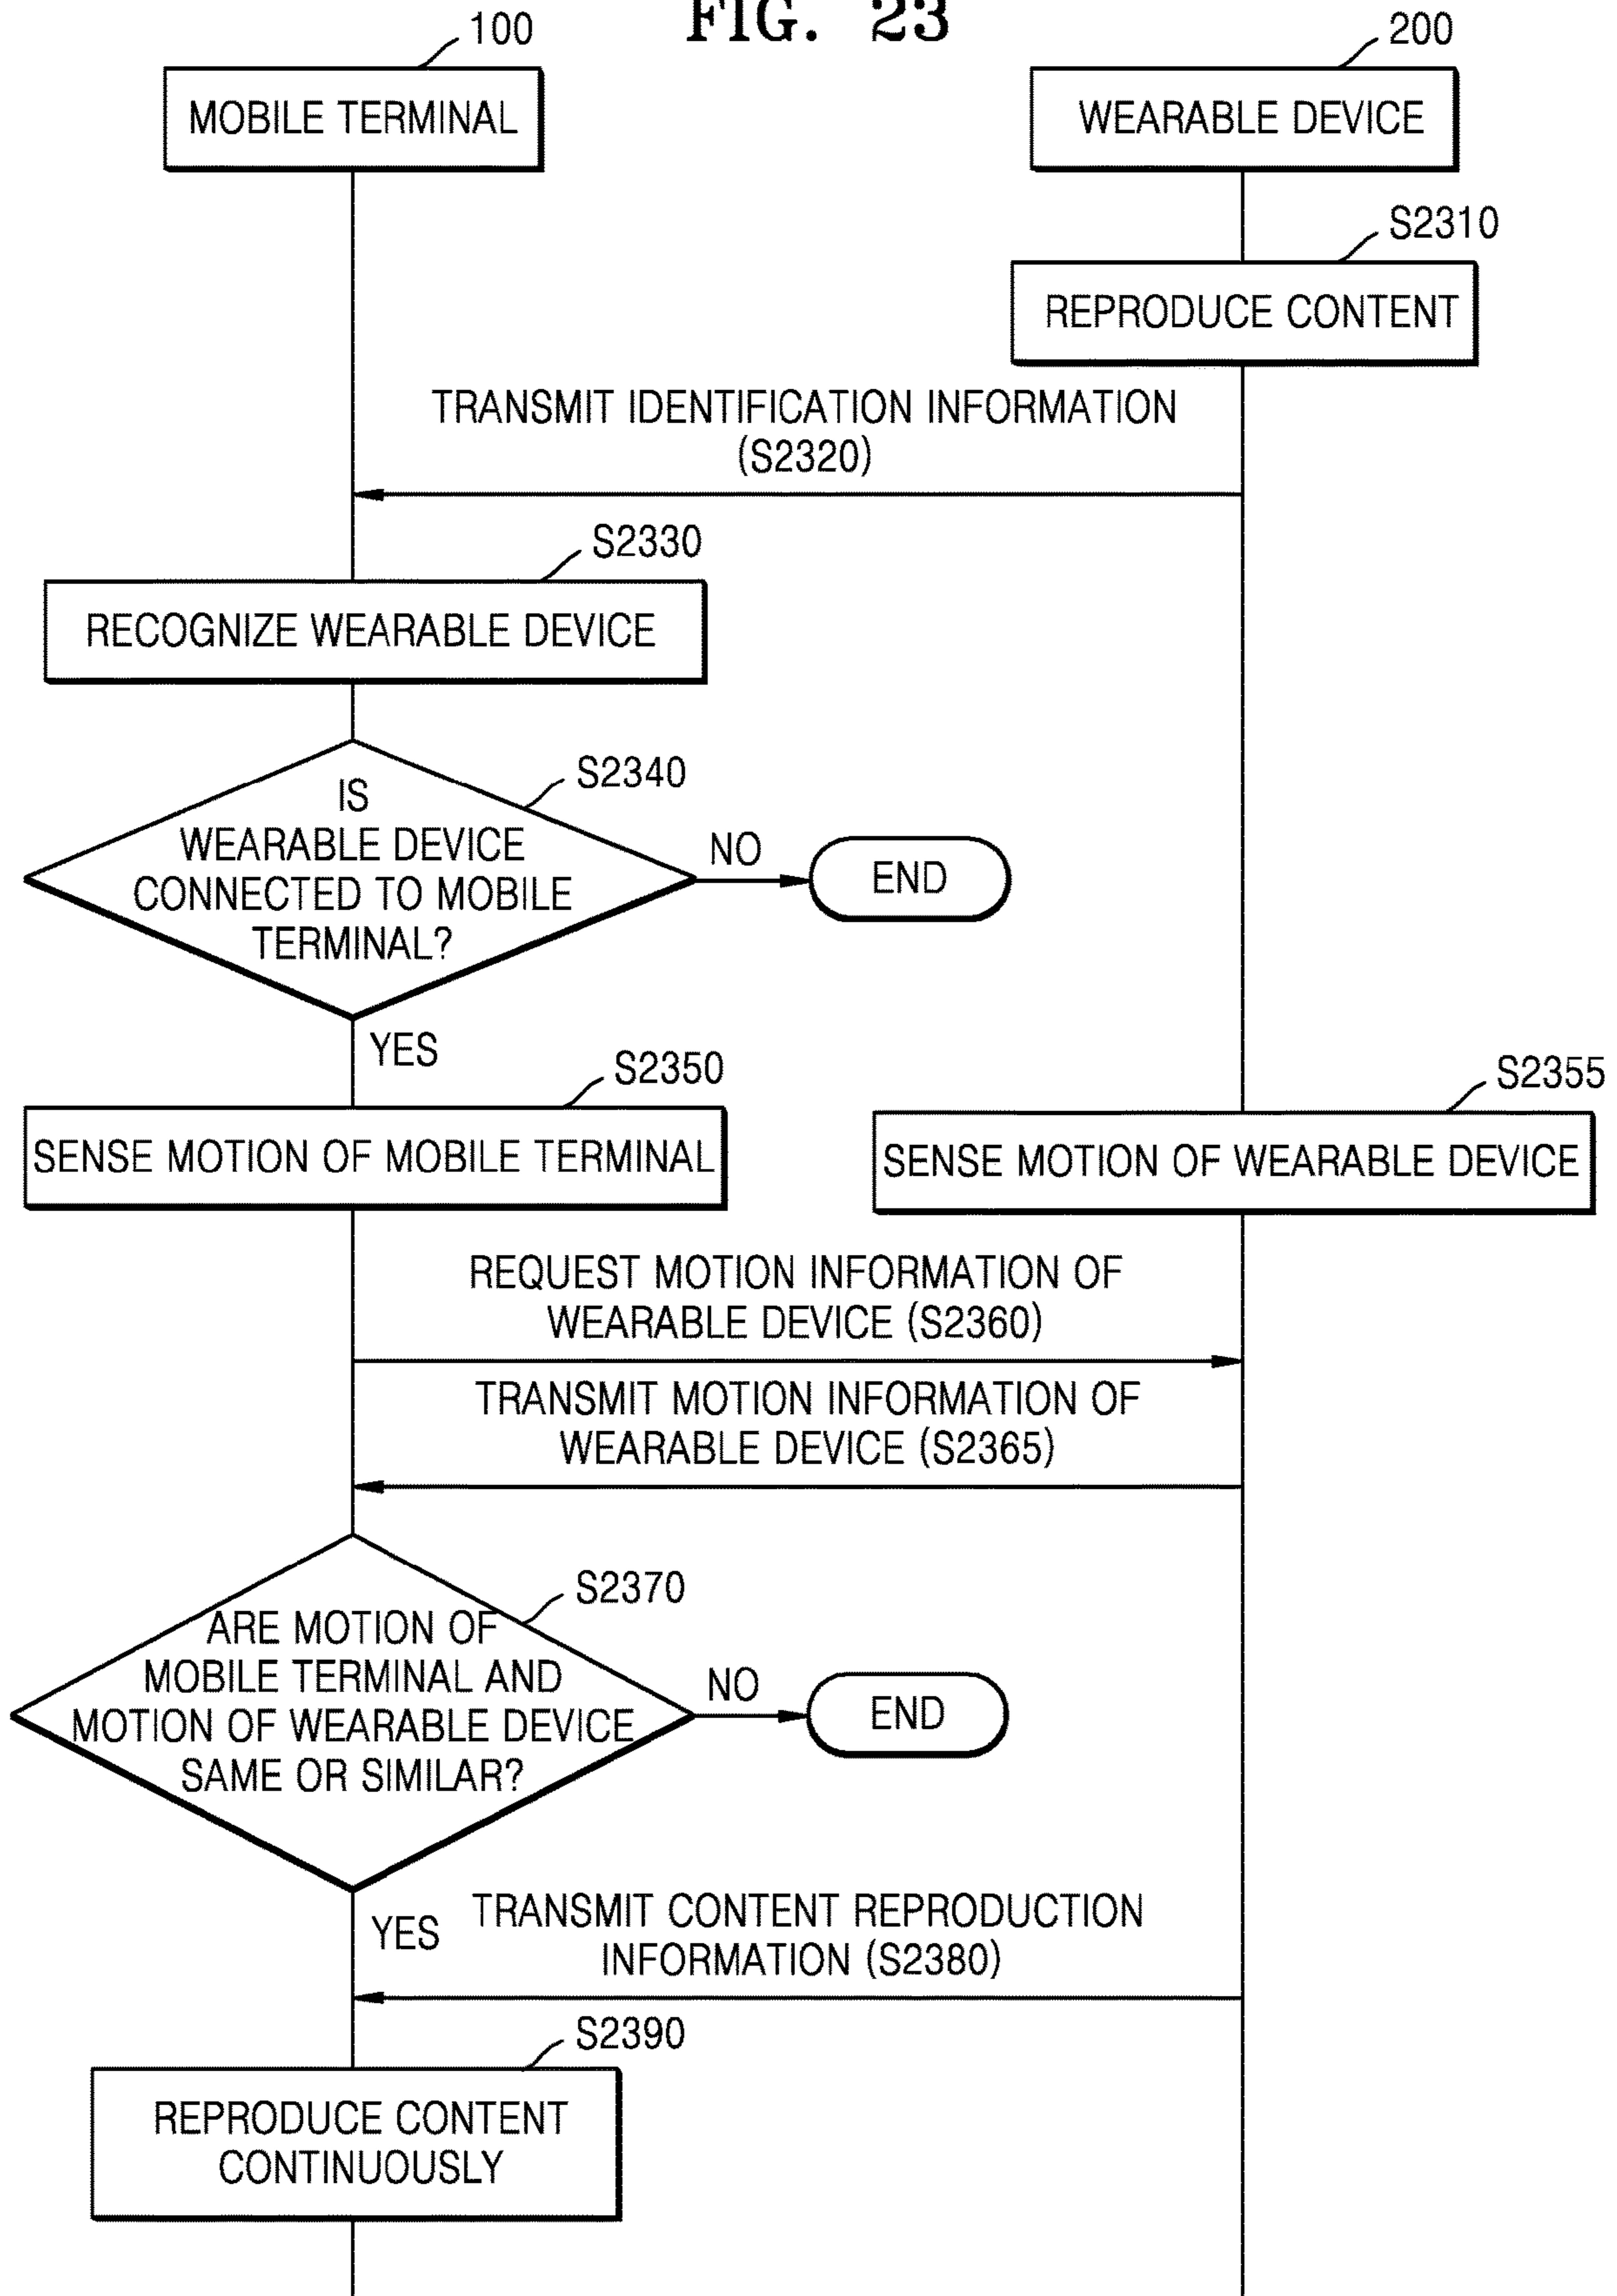 FIG. 23
100
200
MOBILE TERMINAL
WEARABLE DEVICE
S2310
REPRODUCE CONTENT
TRANSMIT IDENTIFICATION INFORMATION
(S2320)
S2330
RECOGNIZE WEARABLE DEVICE
S2340
IS
WEARABLE DEVICE
CONNECTED TO MOBILE
TERMINAL?
NO
END
YES
S2350
S2355
SENSE MOTION OF MOBILE TERMINAL
SENSE MOTION OF WEARABLE DEVICE
REQUEST MOTION INFORMATION OF
WEARABLE DEVICE (S2360)
TRANSMIT MOTION INFORMATION OF
WEARABLE DEVICE (S2365)
S2370
ARE MOTION OF
MOBILE TERMINAL AND
MOTION OF WEARABLE DEVICE
SAME OR SIMILAR?
NO
END
YES
TRANSMIT CONTENT REPRODUCTION
INFORMATION (S2380)
S2390
REPRODUCE CONTENT
CONTINUOUSLY